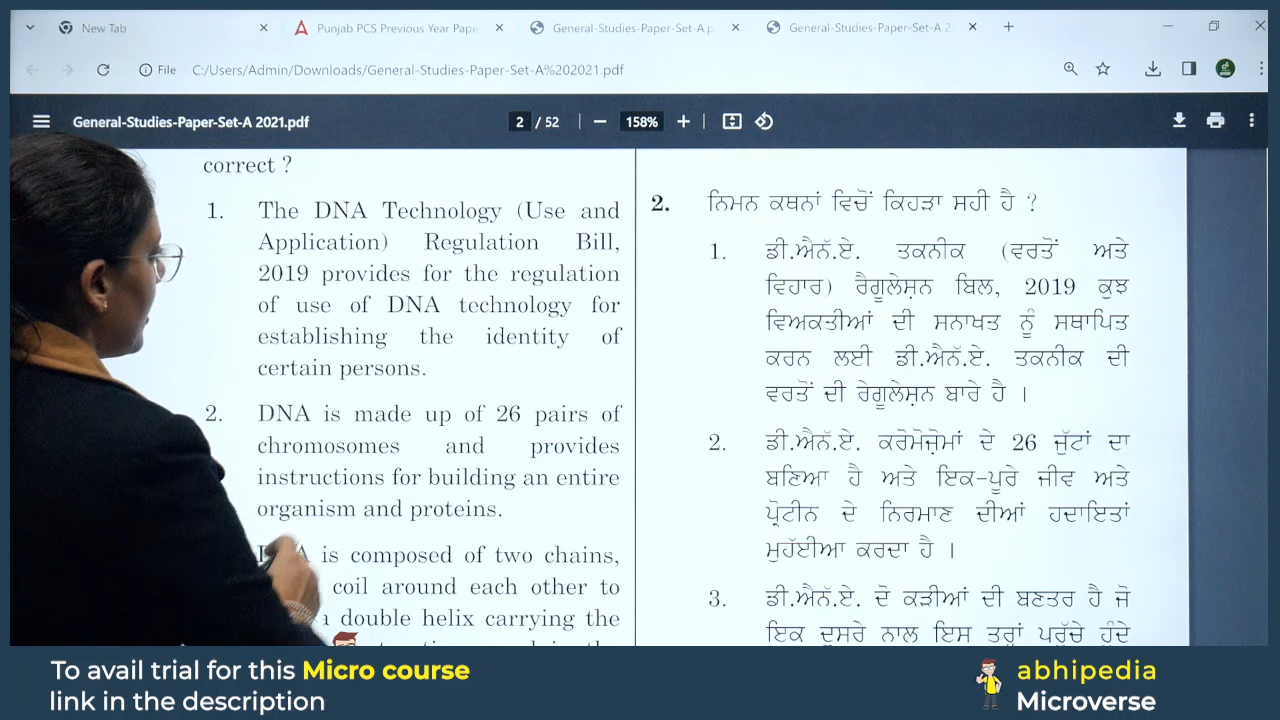 New Tab
Punjab PCS Previous Year Pape
General-Studies-Paper-Set-A.p
General-Studies-Paper-Set-A 2
File
C:/Users/Admin/Downloads/General-Studies-Paper-Set-A%202021.pdf
General-Studies-Paper-Set-A 2021.pdf
2 / 52
158%
correct ?
1. The DNA Technology (Use and
Application) Regulation Bill,
2019 provides for the regulation
of use of DNA technology for
establishing the identity of
certain persons.
2. DNA is made up of 26 pairs of
chromosomes and provides
instructions for building an entire
organism and proteins.
is composed of two chains,
coil around each other to
a double helix carrying the
2. ਨਿਮਨ ਕਥਨਾਂ ਵਿਚੋਂ ਕਿਹੜਾ ਸਹੀ ਹੈ ?
1. ਡੀ.ਐਨੱ.ਏ. ਤਕਨੀਕ (ਵਰਤੋਂ ਅਤੇ
ਵਿਹਾਰ) ਰੈਗੂਲੇਸ਼ਨ ਬਿਲ, 2019 ਕੁਝ
ਵਿਅਕਤੀਆਂ ਦੀ ਸਨਾਖਤ ਨੂੰ ਸਥਾਪਿਤ
ਕਰਨ ਲਈ ਡੀ.ਐਨੱ.ਏ. ਤਕਨੀਕ ਦੀ
ਵਰਤੋਂ ਦੀ ਰੇਗੂਲੇਸ਼ਨ ਬਾਰੇ ਹੈ ।
2. ਡੀ.ਐਨੱ.ਏ. ਕਰੋਮੋਜ਼ੋਮਾਂ ਦੇ 26 ਜੁੱਟਾਂ ਦਾ
ਬਣਿਆ ਹੈ ਅਤੇ ਇਕ-ਪੂਰੇ ਜੀਵ ਅਤੇ
ਪ੍ਰੋਟੀਨ ਦੇ ਨਿਰਮਾਣ ਦੀਆਂ ਹਦਾਇਤਾਂ
ਮੁਹੱਈਆ ਕਰਦਾ ਹੈ ।
3. ਡੀ.ਐਨੱ.ਏ. ਦੋ ਕੜੀਆਂ ਦੀ ਬਣਤਰ ਹੈ ਜੋ
ਇਕ ਦੂਸਰੇ ਨਾਲ ਇਸ ਤਰ੍ਹਾਂ ਪਰੁੱਚੇ ਹੁੰਦੇ
To avail trial for this Micro course
link in the description
abhipedia
Microverse